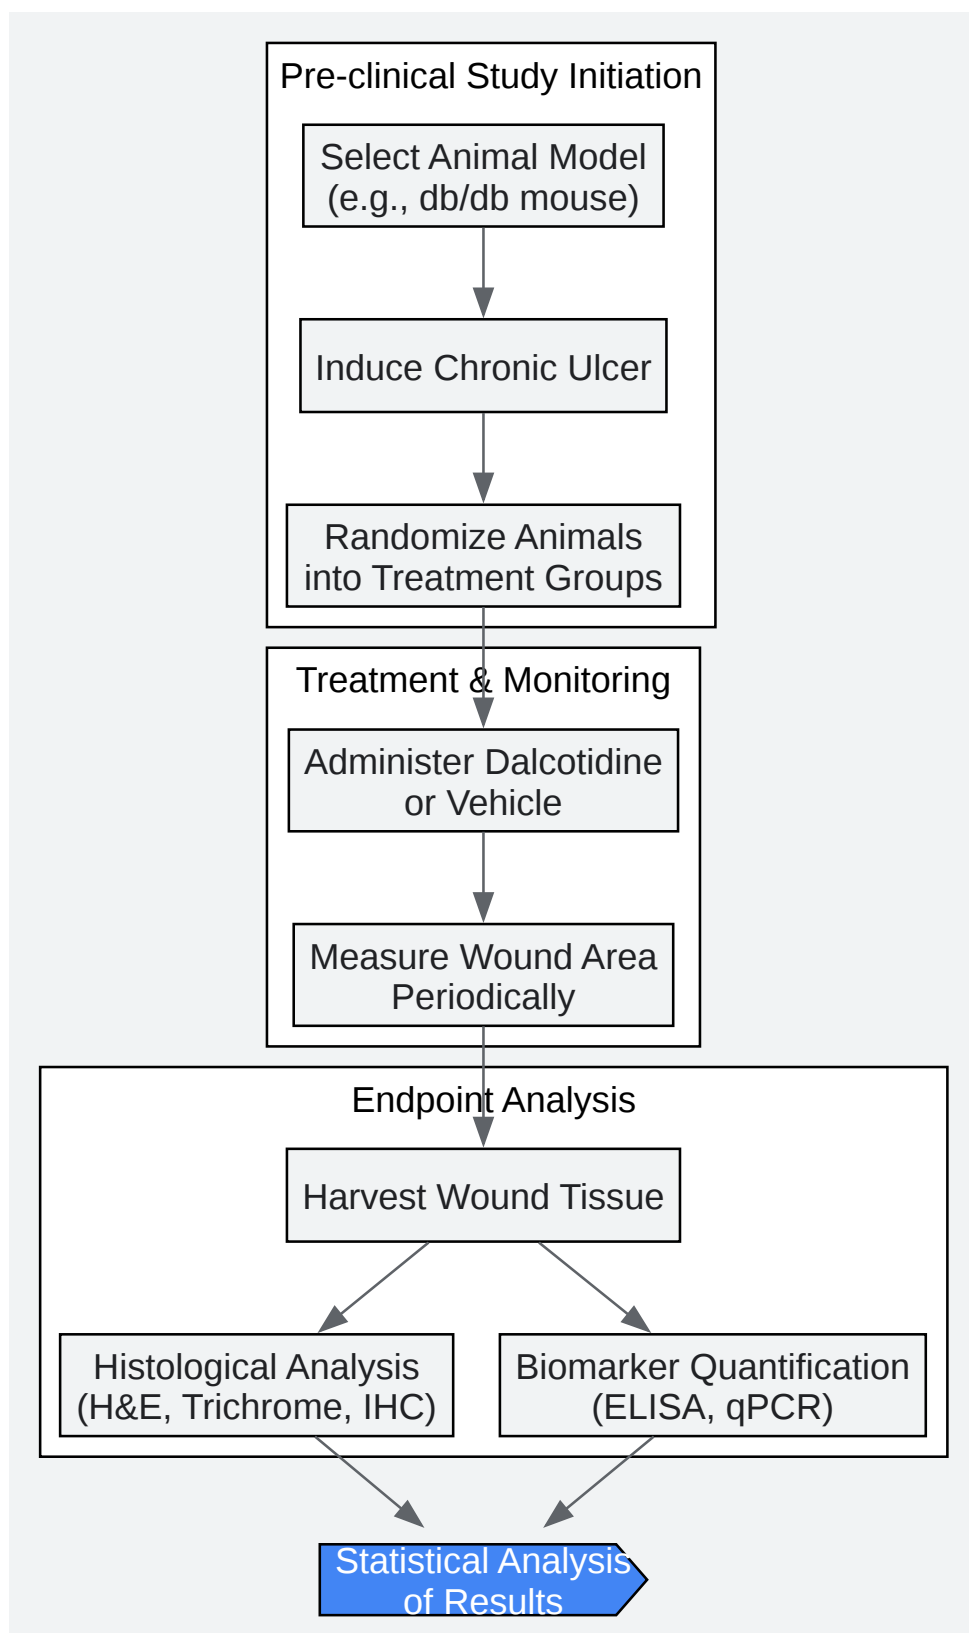 Pre-clinical Study Initiation
Select Animal Model
(e.g., db/db mouse)
Induce Chronic Ulcer
Randomize Animals
into Treatment Groups
Treatment & Monitoring
Administer Dalcotidine
or Vehicle
Measure Wound Area
Periodically
Endpoint Analysis
Harvest Wound Tissue
Histological Analysis
(H&E, Trichrome, IHC)
Biomarker Quantification
(ELISA, qPCR)
Statistical Analysis
of Results